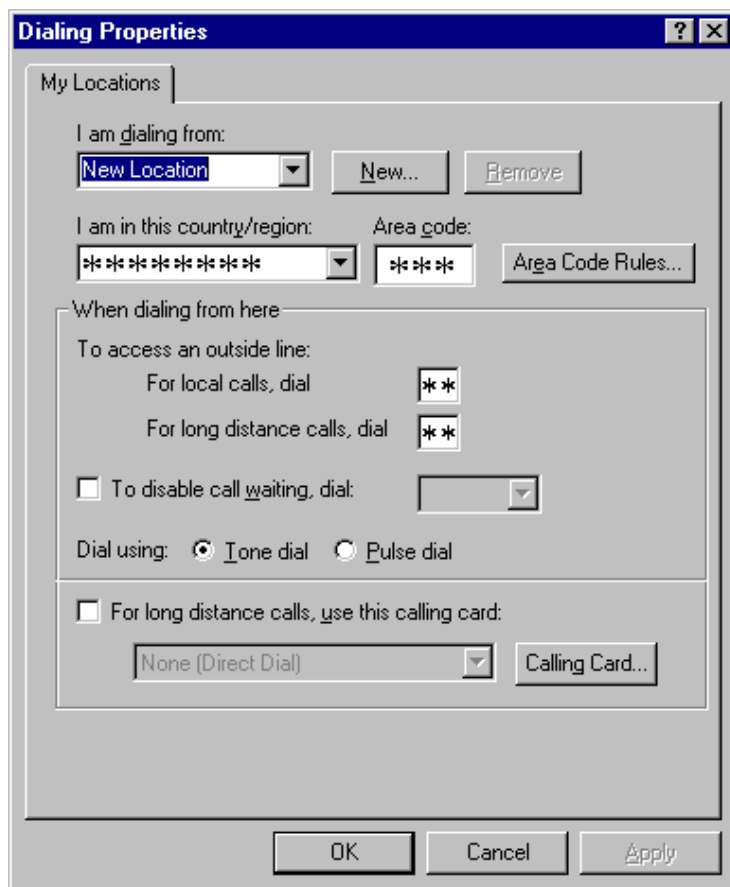 Dialing Properties
My Locations
I am dialing from:
New Location New... Remove
I am in this country/region: Area code:
******** *** Area Code Rules...
When dialing from here
To access an outside line:
For local calls, dial **
For long distance calls, dial **
To disable call waiting, dial:
Dial using: Tone dial Pulse dial
For long distance calls, use this calling card:
None (Direct Dial) Calling Card...
OK Cancel Apply